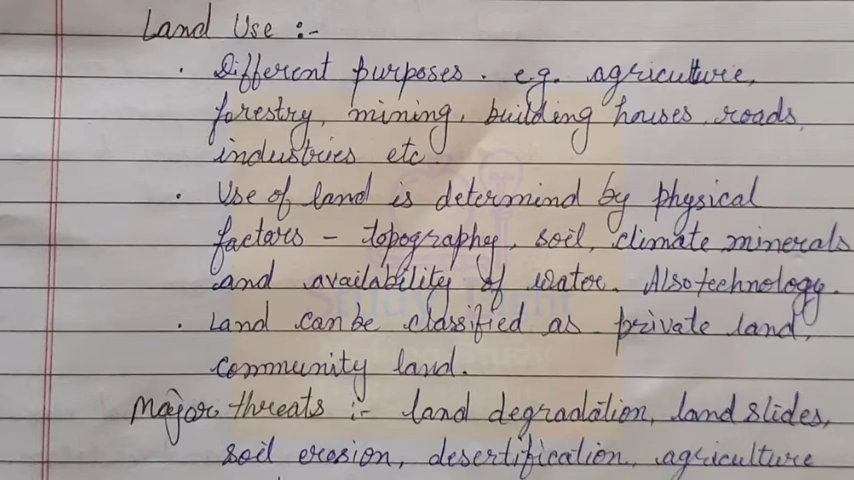 Land Use :-
· Different purposes. e.g. agriculture,
forestry, mining, building houses, roads,
industries etc
· Use of land is determind by physical
factors - topography, soil, climate minerals
and availability of water. Also technology.
· Land can be classified as private land,
community land.
Major threats :- land degradation, land slides,
soil erosion, desertification, agriculture